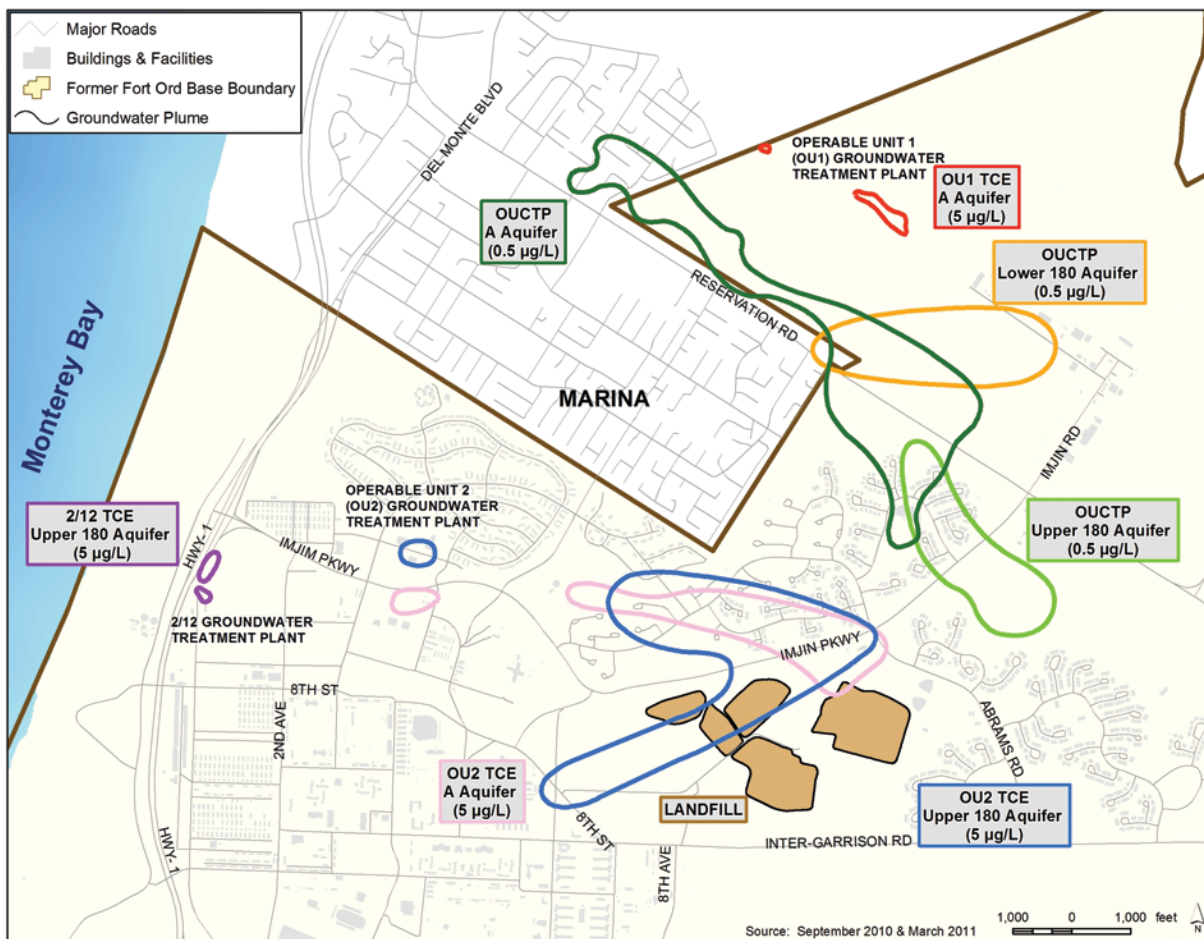 Major Roads
Buildings & Facilities
Former Fort Ord Base Boundary
Groundwater Plume
DEL MONTE BLVD
OPERABLE UNIT 1
(OU1) GROUNDWATER
TREATMENT PLANT
OU1 TCE
A Aquifer
(5 µg/L)
OUCTP
A Aquifer
(0.5 µg/L)
OUCTP
Lower 180 Aquifer
(0.5 µg/L)
RESERVATION RD
Monterey Bay
MARINA
IMJIN RD
OPERABLE UNIT 2
(OU2) GROUNDWATER
TREATMENT PLANT
2/12 TCE
Upper 180 Aquifer
(5 µg/L)
HWY-1
IMJIM PKWY
OUCTP
Upper 180 Aquifer
(0.5 µg/L)
2/12 GROUNDWATER
TREATMENT PLANT
IMJIN PKWY
8TH ST
2ND AVE
ABRAMS RD
OU2 TCE
A Aquifer
(5 µg/L)
LANDFILL
OU2 TCE
Upper 180 Aquifer
(5 µg/L)
8TH ST
HWY-1
INTER-GARRISON RD
8TH AVE
1,000 0 1,000 feet
N
Source: September 2010 & March 2011